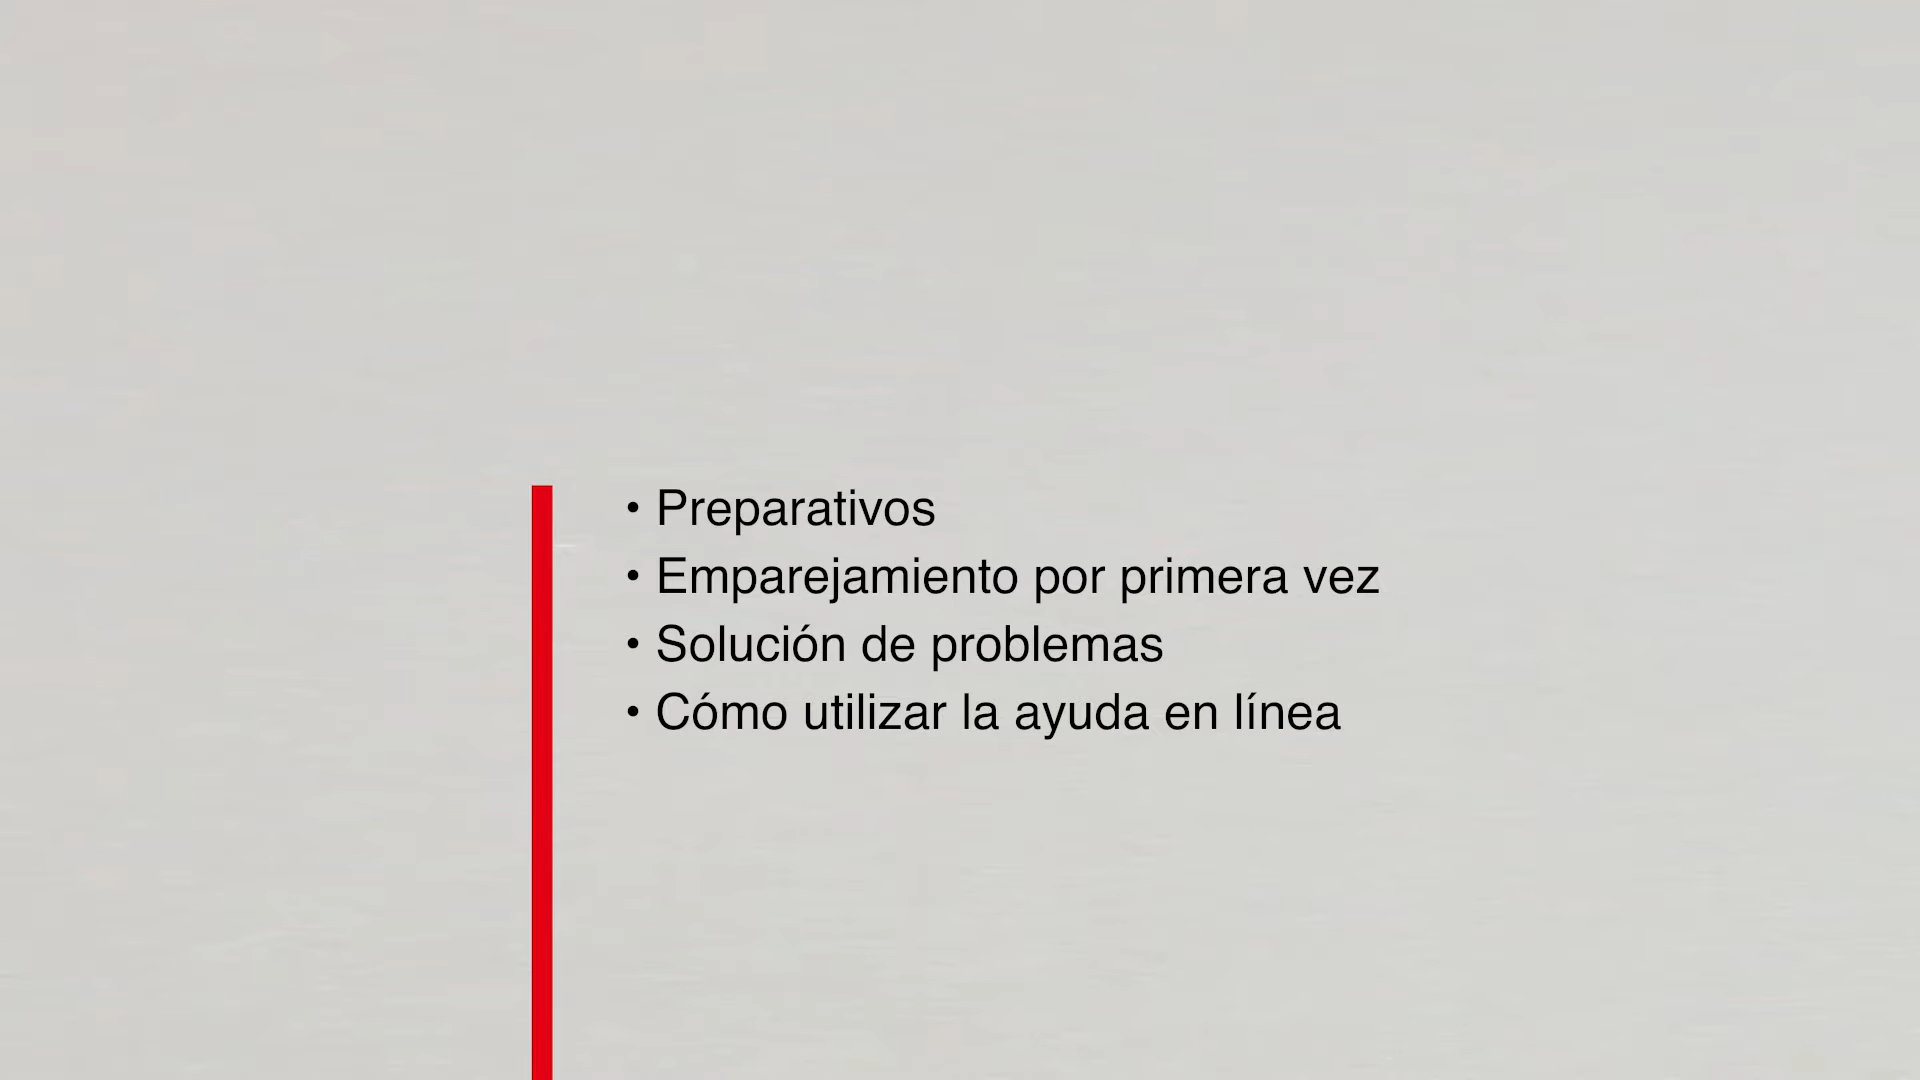 • Preparativos
• Emparejamiento por primera vez
• Solución de problemas
• Cómo utilizar la ayuda en línea